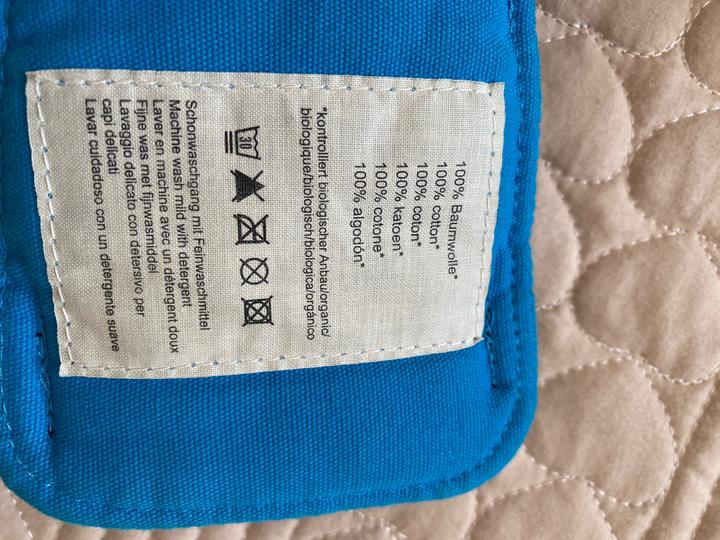 100% Baumwolle*
100% cotton*
100% coton*
100% katoen*
100% cotone*
100% algodón*
*kontrolliert biologischer Anbau/organic/
biologique/biologisch/biologica/orgánico
30
Schonwaschgang mit Feinwaschmittel
Machine wash mild with detergent
Laver en machine avec un détergent doux
Fijne was met fijnwasmiddel
Lavaggio delicato con detersivo per
capi delicati
Lavar cuidadoso con un detergente suave